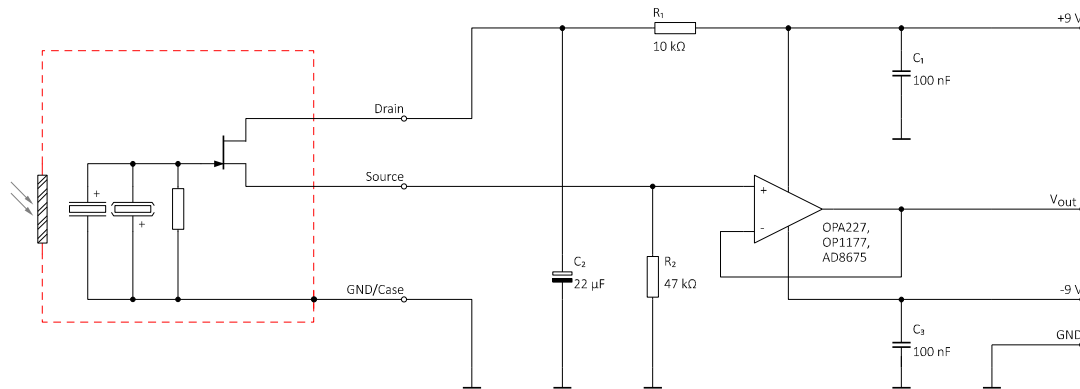 R₁
10 kΩ
+9 V
C₁
100 nF
Drain
+
+
Source
+
-
Vout
OPA227,
OP1177,
AD8675
C₂
22 µF
R₂
47 kΩ
GND/Case
-9 V
C₃
100 nF
GND